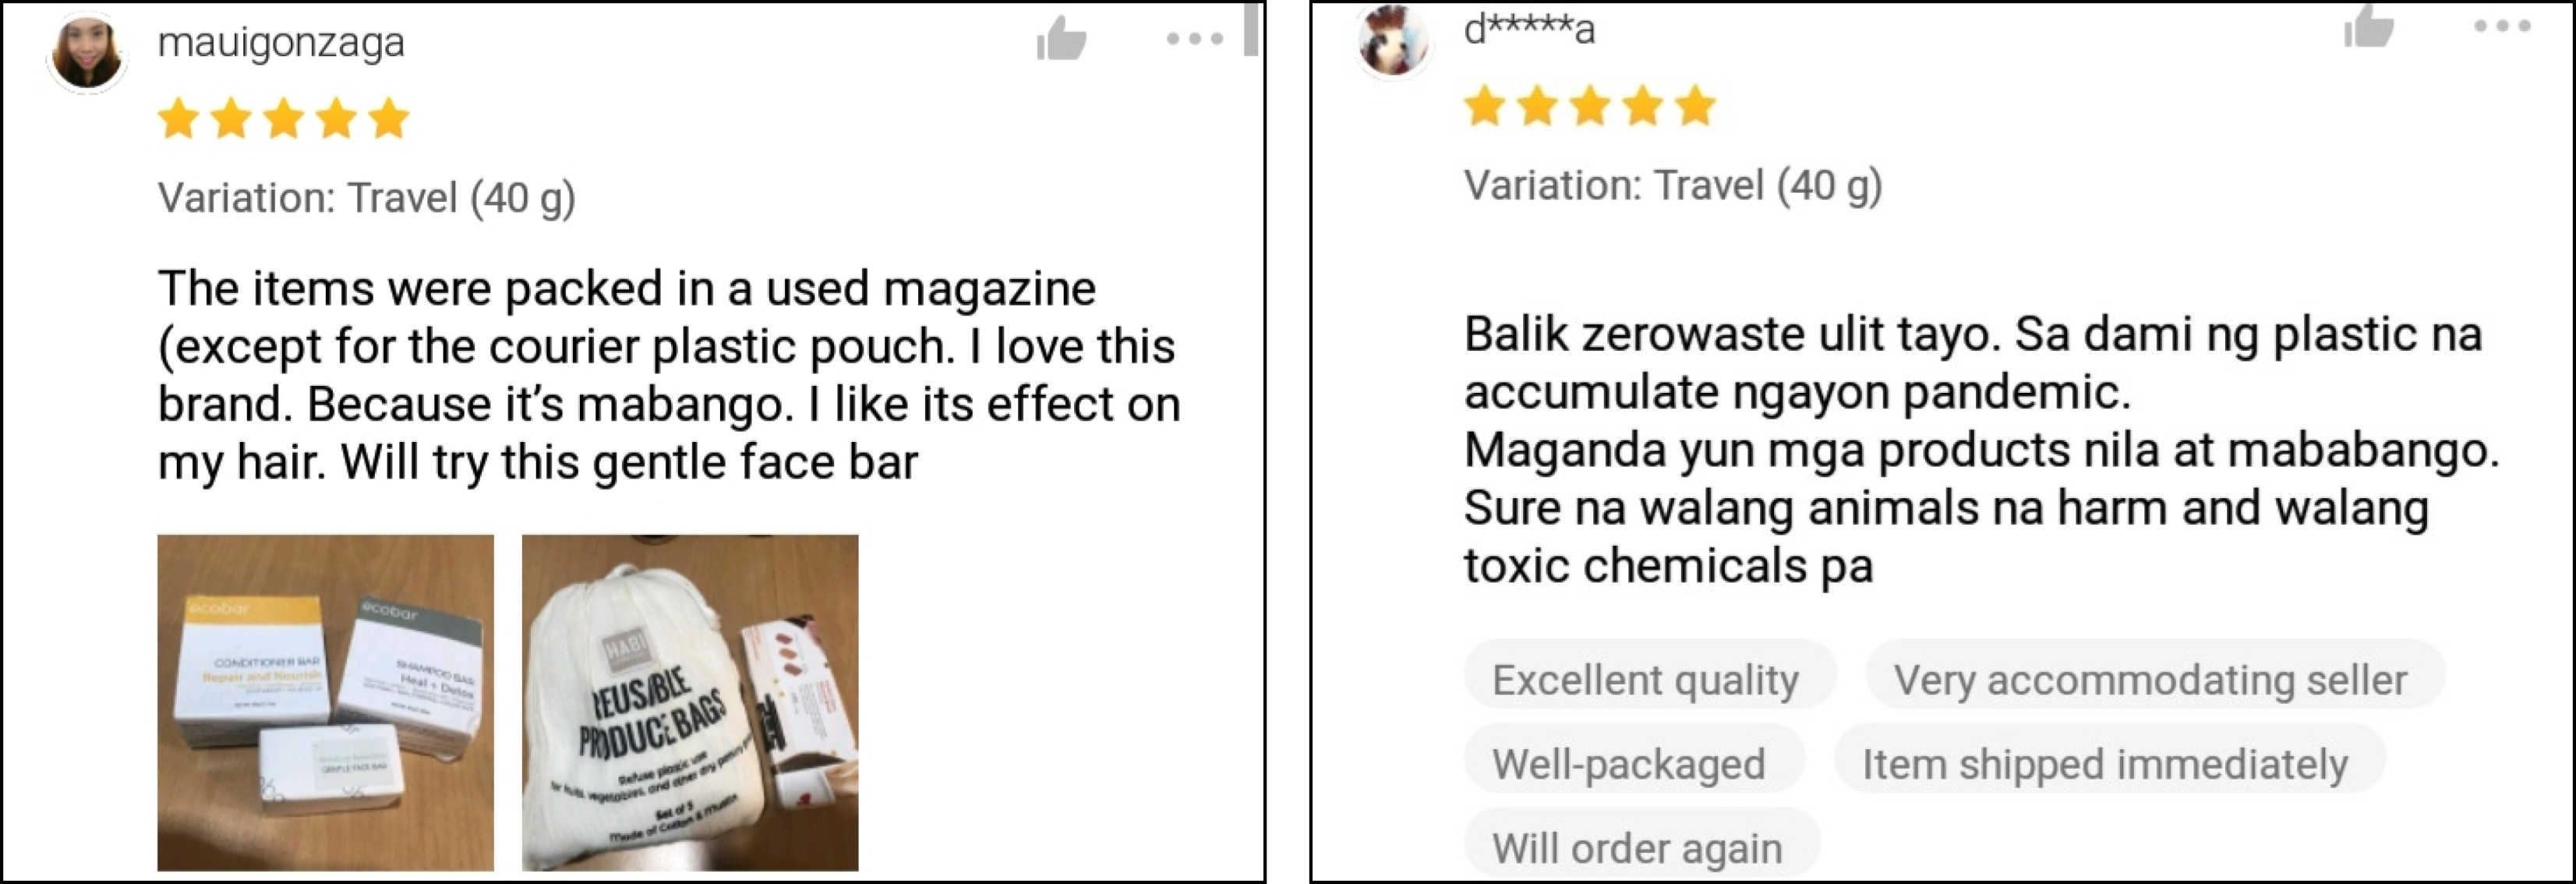 mauigonzaga
Variation: Travel (40 g)
The items were packed in a used magazine
(except for the courier plastic pouch. I love this
brand. Because it's mabango. I like its effect on
my hair. Will try this gentle face bar
ecobar
CONDITIONER BAR
Repair and Nourish
ecobar
SHAMPOO BAR
Heal + Detox
GENTLE FACE BAR
HABI
REUSABLE
PRODUCE BAGS
Refuse plastic use
for fruits, vegetables, and other dry pantry
Set of 5
Made of Cotton & Muslin
d*****a
Variation: Travel (40 g)
Balik zerowaste ulit tayo. Sa dami ng plastic na
accumulate ngayon pandemic.
Maganda yun mga products nila at mababango.
Sure na walang animals na harm and walang
toxic chemicals pa
Excellent quality
Very accommodating seller
Well-packaged
Item shipped immediately
Will order again